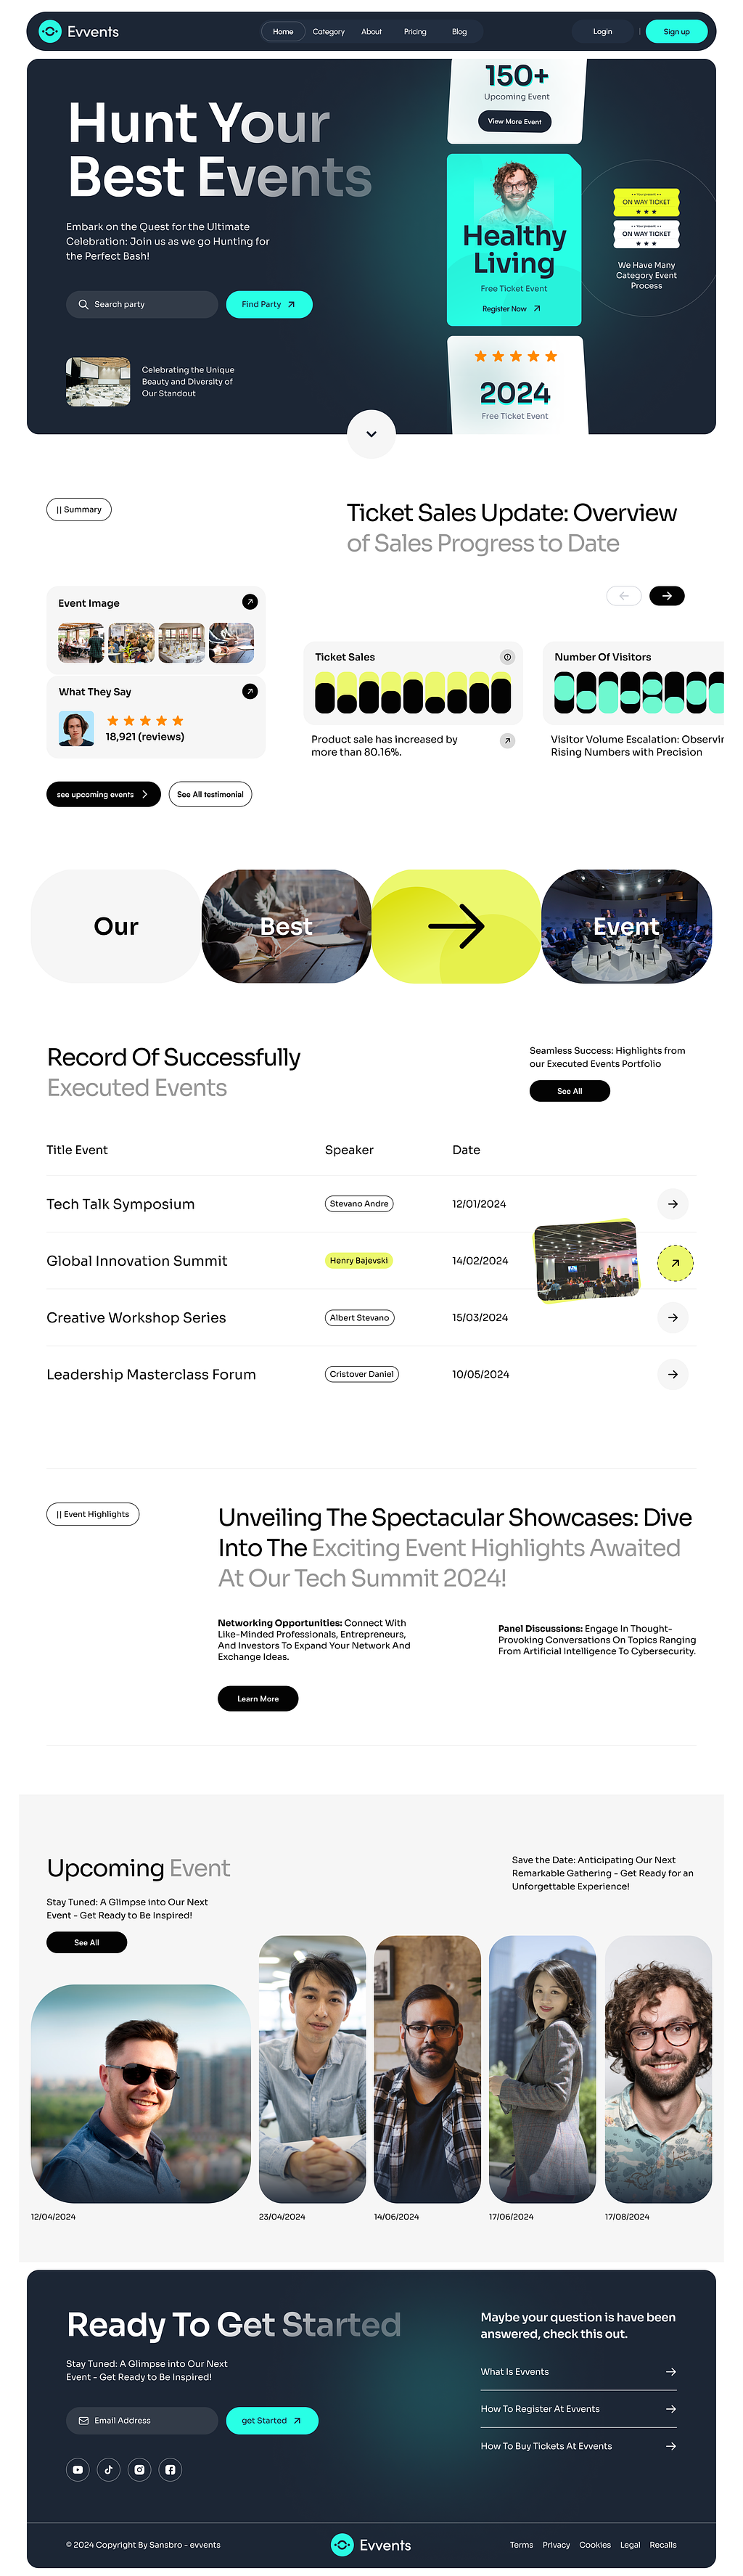 Evvents
Home
Category
About
Pricing
Blog
Login
Sign up
Hunt Your
Best Events
Embark on the Quest for the Ultimate
Celebration: Join us as we go Hunting for
the Perfect Bash!
Search party
Find Party
Celebrating the Unique
Beauty and Diversity of
Our Standout
150+
Upcoming Event
View More Event
Healthy
Living
Free Ticket Event
Register Now
2024
Free Ticket Event
ON WAY TICKET
ON WAY TICKET
We Have Many
Category Event
Process
|| Summary
Ticket Sales Update: Overview
of Sales Progress to Date
Event Image
What They Say
18,921 (reviews)
see upcoming events
See All testimonial
Ticket Sales
Product sale has increased by
more than 80.16%.
Number Of Visitors
Visitor Volume Escalation: Observin
Rising Numbers with Precision
Our
Best
Event
Record Of Successfully
Executed Events
Seamless Success: Highlights from
our Executed Events Portfolio
See All
Title Event
Speaker
Date
Tech Talk Symposium
Stevano Andre
12/01/2024
Global Innovation Summit
Henry Bajevski
14/02/2024
Creative Workshop Series
Albert Stevano
15/03/2024
Leadership Masterclass Forum
Cristover Daniel
10/05/2024
|| Event Highlights
Unveiling The Spectacular Showcases: Dive
Into The Exciting Event Highlights Awaited
At Our Tech Summit 2024!
Networking Opportunities: Connect With
Like-Minded Professionals, Entrepreneurs,
And Investors To Expand Your Network And
Exchange Ideas.
Panel Discussions: Engage In Thought-
Provoking Conversations On Topics Ranging
From Artificial Intelligence To Cybersecurity.
Learn More
Upcoming Event
Stay Tuned: A Glimpse into Our Next
Event - Get Ready to Be Inspired!
See All
Save the Date: Anticipating Our Next
Remarkable Gathering - Get Ready for an
Unforgettable Experience!
12/04/2024
23/04/2024
14/06/2024
17/06/2024
17/08/2024
Ready To Get Started
Stay Tuned: A Glimpse into Our Next
Event - Get Ready to Be Inspired!
Email Address
get Started
Maybe your question is have been
answered, check this out.
What Is Evvents
How To Register At Evvents
How To Buy Tickets At Evvents
© 2024 Copyright By Sansbro - evvents
Evvents
Terms
Privacy
Cookies
Legal
Recalls